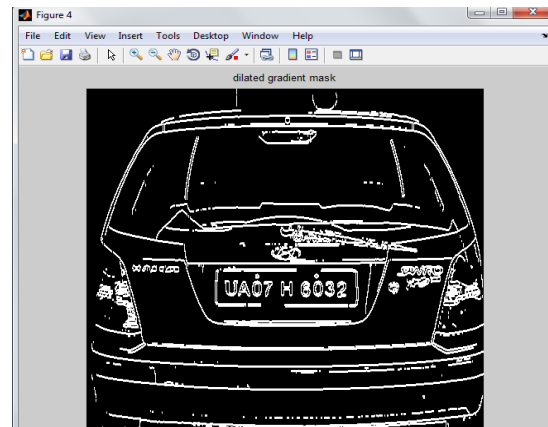 Figure 4
File Edit View Insert Tools Desktop Window Help
dilated gradient mask
UA07 H 6032